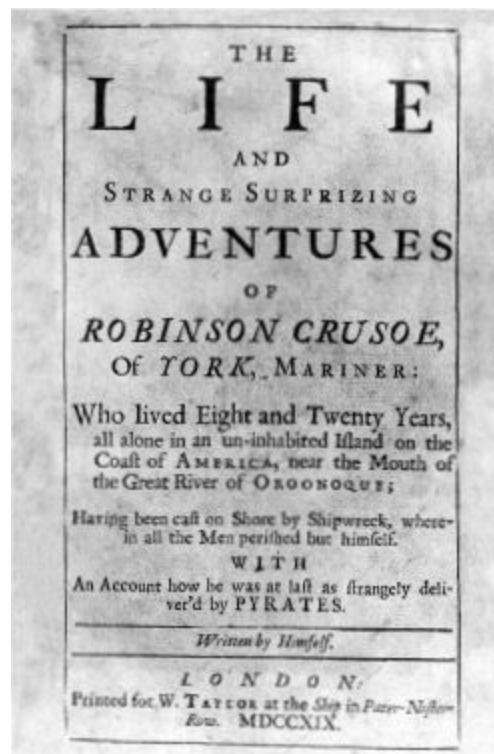 THE
LIFE
AND
STRANGE SURPRIZING
ADVENTURES
OF
ROBINSON CRUSOE,
Of YORK, MARINER:
Who lived Eight and Twenty Years,
all alone in an un-inhabited Iſland on the
Coaſt of AMERICA, near the Mouth of
the Great River of OROONOQUE;
Having been caſt on Shore by Shipwreck, where-
in all the Men periſhed but himſelf.
WITH
An Account how he was at laſt as ſtrangely deli-
ver'd by PYRATES.
Written by Himſelf.
LONDON:
Printed for W. TAYLOR at the Ship in Pater-Noſter-
Row. MDCCXIX.